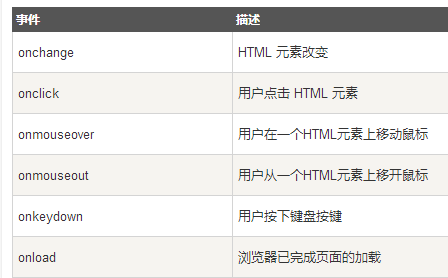 事件 描述
onchange HTML 元素改变
onclick 用户点击 HTML 元素
onmouseover 用户在一个HTML元素上移动鼠标
onmouseout 用户从一个HTML元素上移开鼠标
onkeydown 用户按下键盘按键
onload 浏览器已完成页面的加载